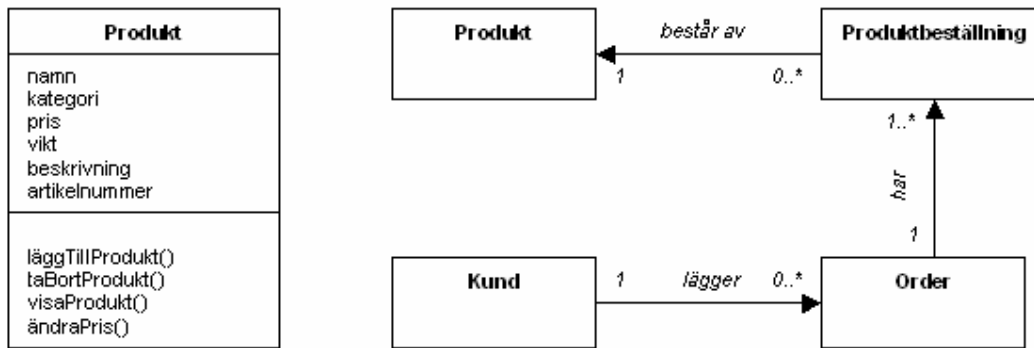 Produkt
namn
kategori
pris
vikt
beskrivning
artikelnummer
läggTillProdukt()
taBortProdukt()
visaProdukt()
ändraPris()
Produkt
består av
1
0..*
Produktbeställning
1..*
har
1
Kund
1
lägger
0..*
Order